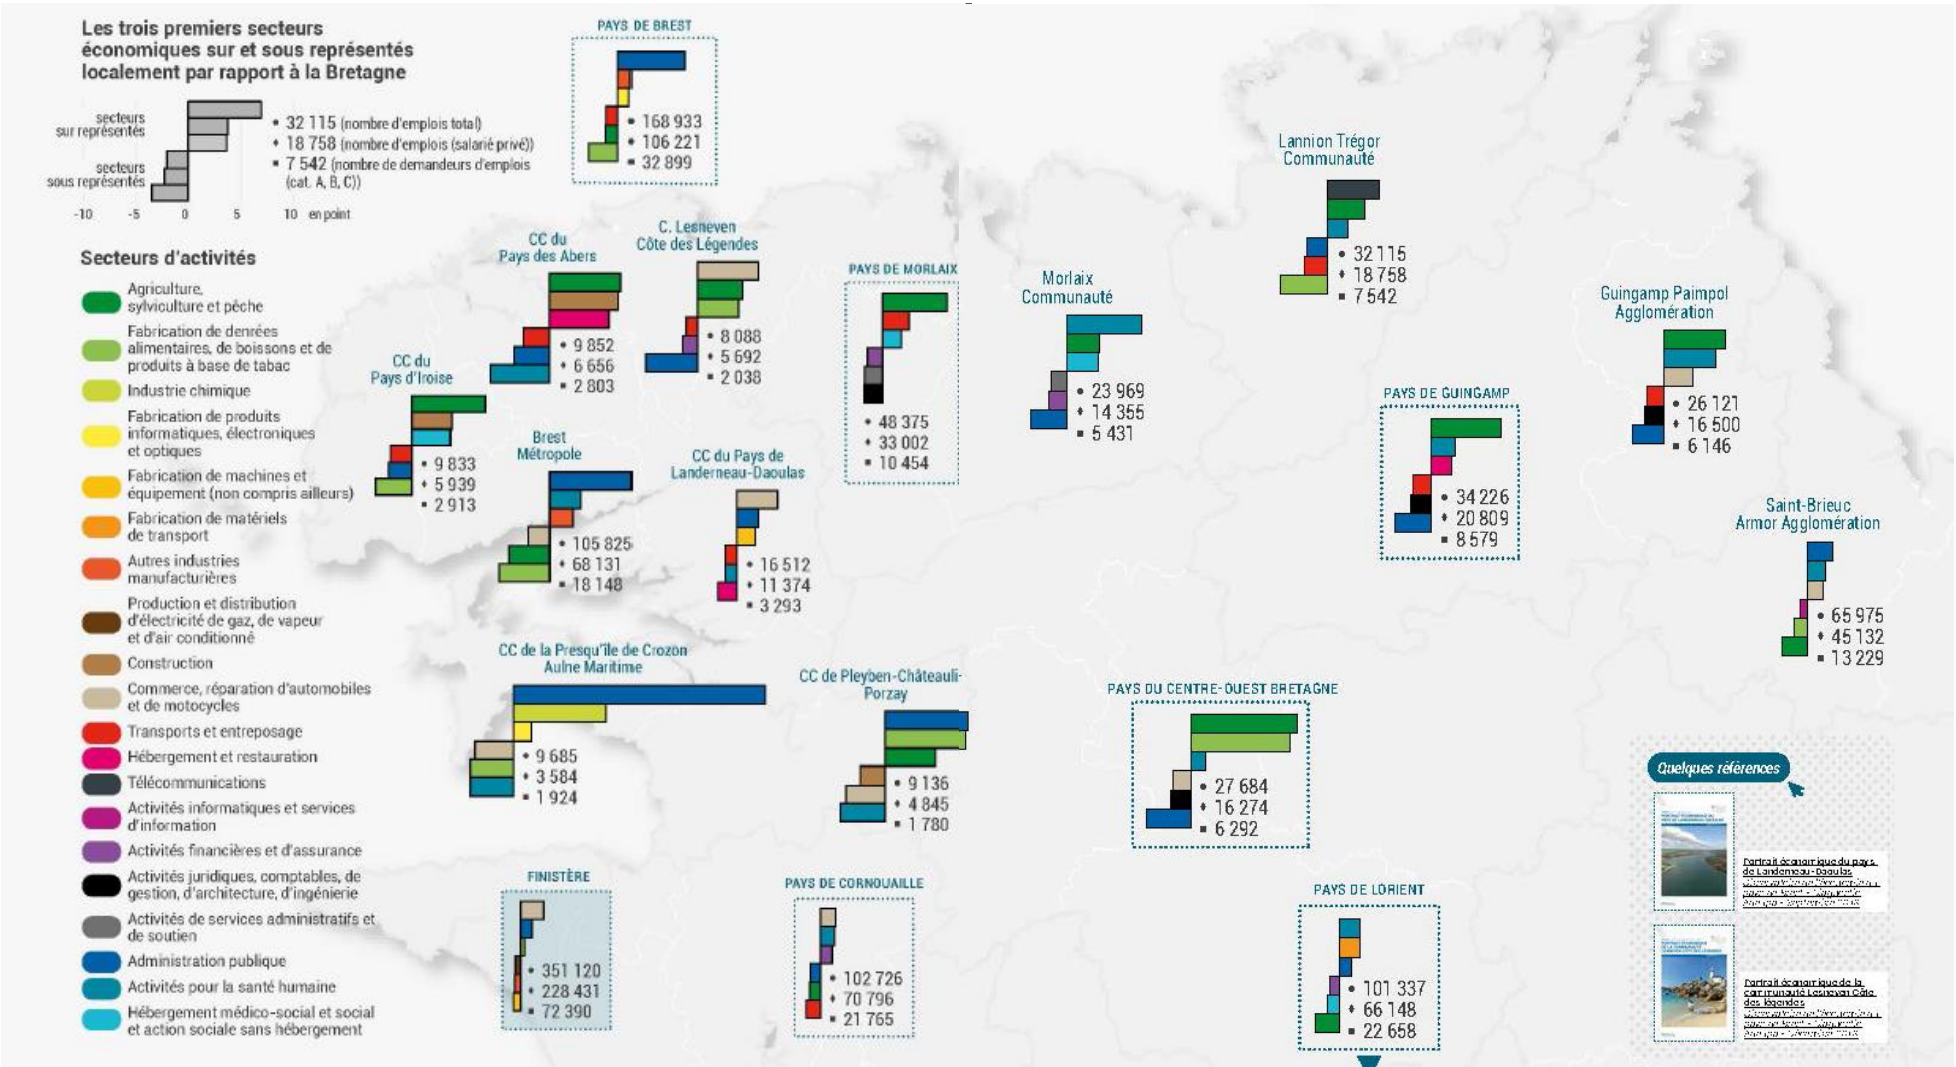 Les trois premiers secteurs
économiques sur et sous représentés
localement par rapport à la Bretagne
secteurs
sur représentés
secteurs
sous représentés
• 32 115 (nombre d'emplois total)
♦ 18 758 (nombre d'emplois (salarié privé))
▪ 7 542 (nombre de demandeurs d'emplois
(cat. A, B, C))
-10 -5 0 5 10 en point
Secteurs d'activités
Agriculture,
sylviculture et pêche
Fabrication de denrées
alimentaires, de boissons et de
produits à base de tabac
Industrie chimique
Fabrication de produits
informatiques, électroniques
et optiques
Fabrication de machines et
équipement (non compris ailleurs)
Fabrication de matériels
de transport
Autres industries
manufacturières
Production et distribution
d'électricité de gaz, de vapeur
et d'air conditionné
Construction
Commerce, réparation d'automobiles
et de motocycles
Transports et entreposage
Hébergement et restauration
Télécommunications
Activités informatiques et services
d'information
Activités financières et d'assurance
Activités juridiques, comptables, de
gestion, d'architecture, d'ingénierie
Activités de services administratifs et
de soutien
Administration publique
Activités pour la santé humaine
Hébergement médico-social et social
et action sociale sans hébergement
PAYS DE BREST
• 168 933
♦ 106 221
▪ 32 899
CC du
Pays des Abers
• 9 852
♦ 6 656
▪ 2 803
C. Lesneven
Côte des Légendes
• 8 088
♦ 5 692
▪ 2 038
CC du
Pays d'Iroise
• 9 833
♦ 5 939
▪ 2 913
Brest
Métropole
• 105 825
♦ 68 131
▪ 18 148
CC du Pays de
Landerneau-Daoulas
• 16 512
♦ 11 374
▪ 3 293
PAYS DE MORLAIX
• 48 375
♦ 33 002
▪ 10 454
CC de la Presqu'île de Crozon
Aulne Maritime
• 9 685
♦ 3 584
▪ 1 924
CC de Pleyben-Châteauli-
Porzay
• 9 136
♦ 4 845
▪ 1 780
FINISTÈRE
• 351 120
♦ 228 431
▪ 72 390
PAYS DE CORNOUAILLE
• 102 726
♦ 70 796
▪ 21 765
Morlaix
Communauté
• 23 969
♦ 14 355
▪ 5 431
Lannion Trégor
Communauté
• 32 115
♦ 18 758
▪ 7 542
Guingamp Paimpol
Agglomération
• 26 121
♦ 16 500
▪ 6 146
PAYS DE GUINGAMP
• 34 226
♦ 20 809
▪ 8 579
Saint-Brieuc
Armor Agglomération
• 65 975
♦ 45 132
▪ 13 229
PAYS DU CENTRE-OUEST BRETAGNE
• 27 684
♦ 16 274
▪ 6 292
PAYS DE LORIENT
• 101 337
♦ 66 148
▪ 22 658
Quelques références
Portrait économique du pays
de Landerneau-Daoulas
Portrait économique de la
communauté Lesneven Côte
des légendes